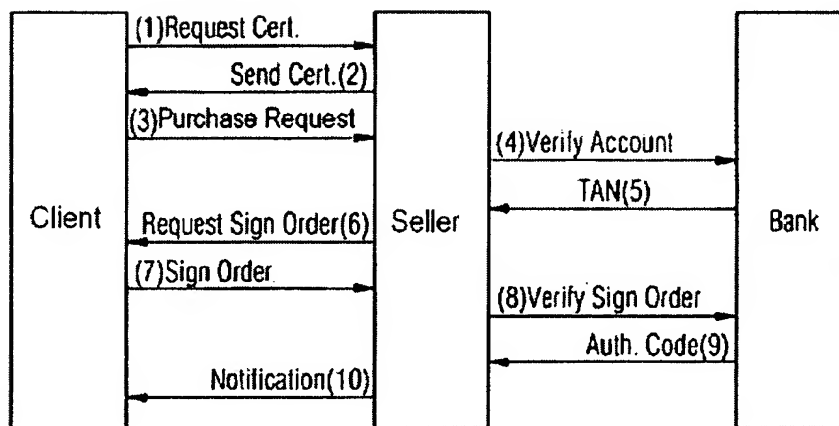 (1)Request Cert.
Send Cert.(2)
(3)Purchase Request
(4)Verify Account
TAN(5)
Client
Request Sign Order(6)
Seller
Bank
(7)Sign Order
(8)Verify Sign Order
Auth. Code(9)
Notification(10)